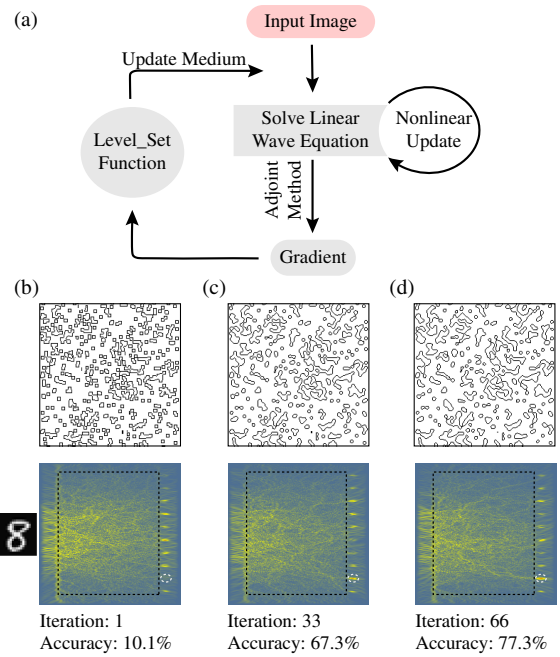 (a)
Input Image
Update Medium
Level_Set
Function
Solve Linear
Wave Equation
Nonlinear
Update
Adjoint
Method
Gradient
(b)
(c)
(d)
8
Iteration: 1
Accuracy: 10.1%
Iteration: 33
Accuracy: 67.3%
Iteration: 66
Accuracy: 77.3%